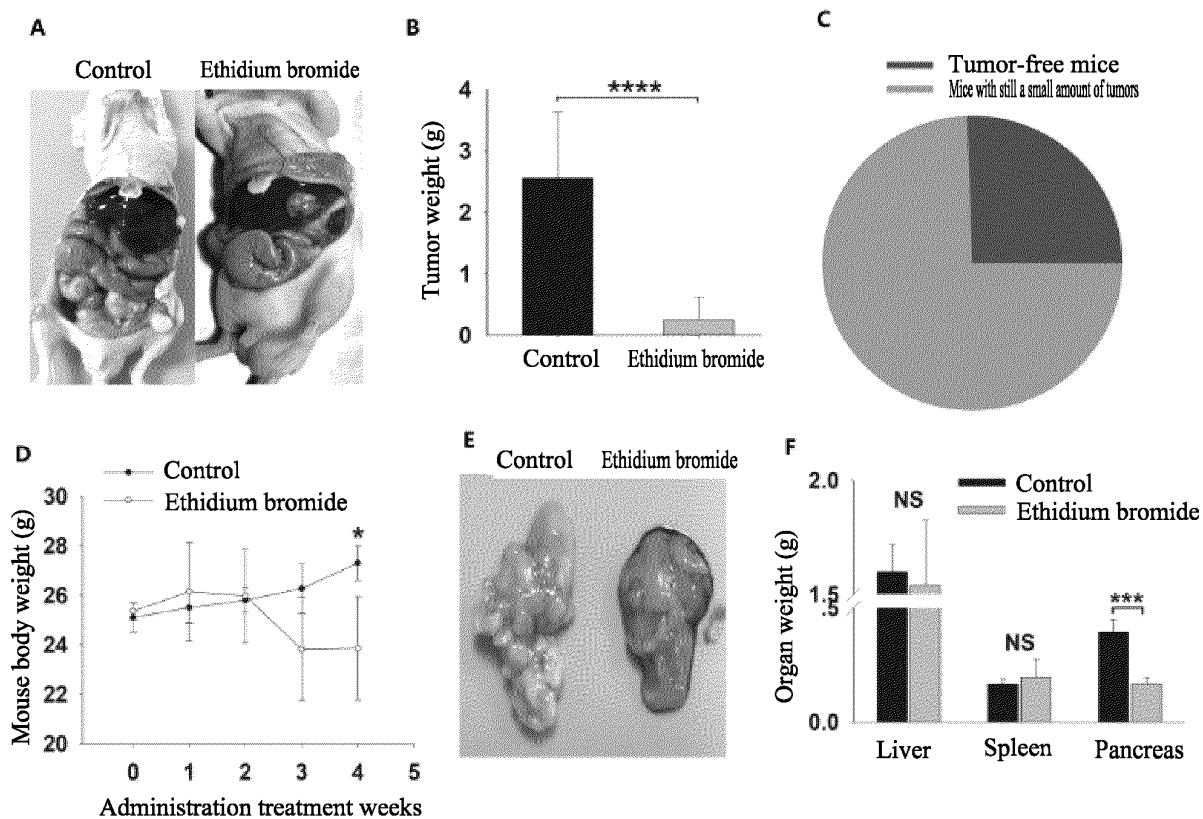 A
Control
Ethidium bromide
B
4
3
2
1
0
Tumor weight (g)
****
Control
Ethidium bromide
C
Tumor-free mice
Mice with still a small amount of tumors
D
Control
Ethidium bromide
30
28
26
24
22
20
Mouse body weight (g)
*
0 1 2 3 4 5
Administration treatment weeks
E
Control
Ethidium bromide
F
Control
Ethidium bromide
2.0
1.5
.5
0.0
Organ weight (g)
NS
NS
***
Liver
Spleen
Pancreas